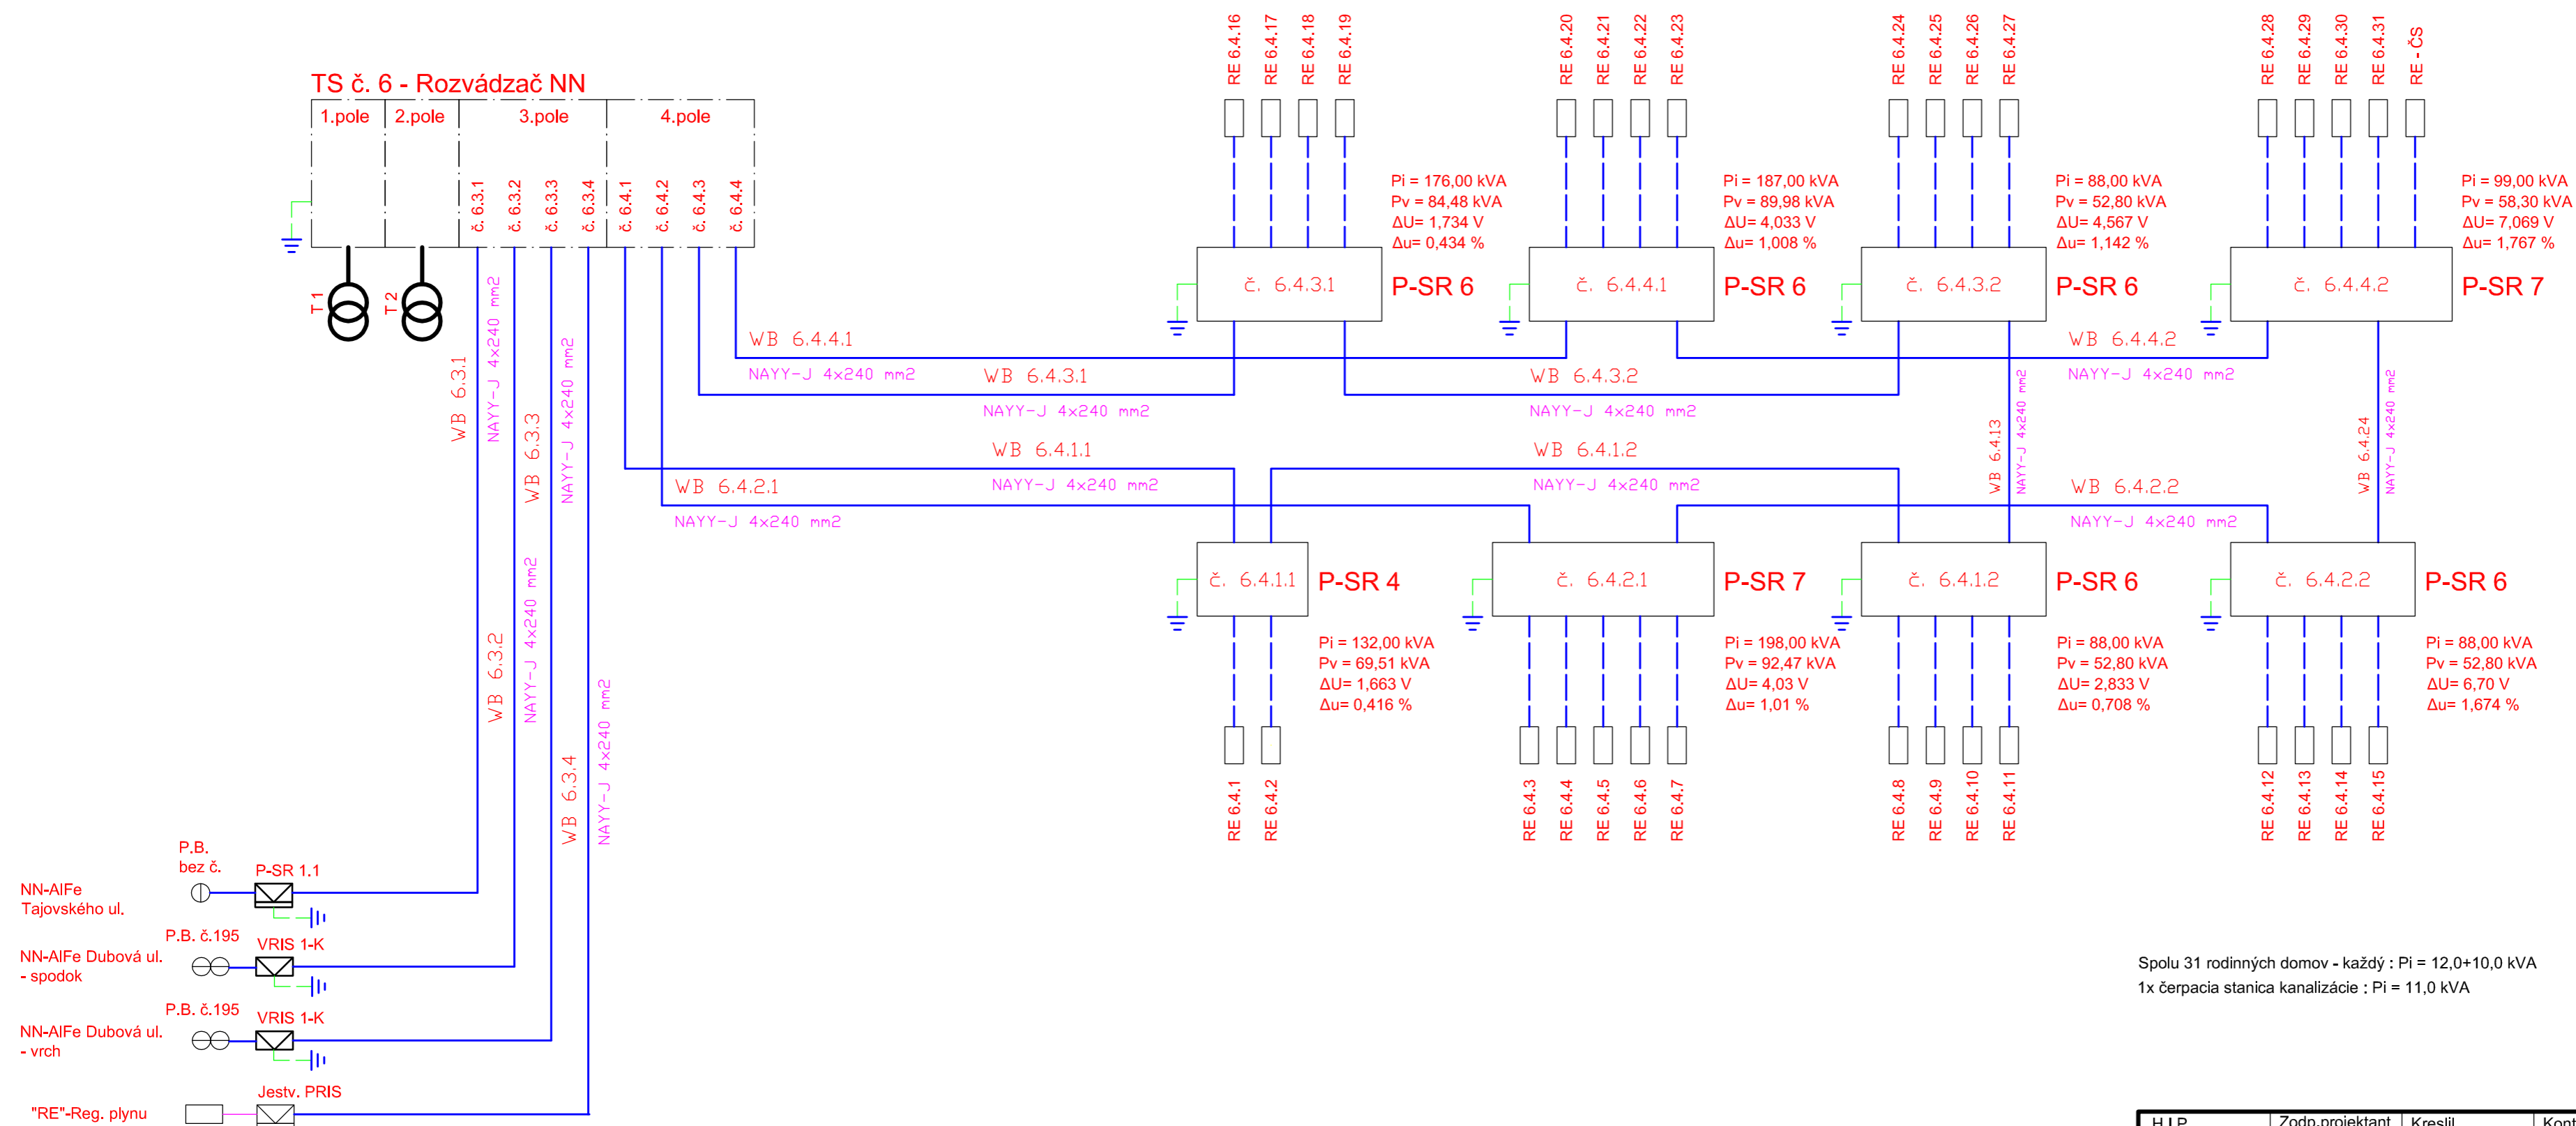 TS č. 6 - Rozvádzač NN
1.pole
2.pole
3.pole
4.pole
č. 6.3.1
č. 6.3.2
č. 6.3.3
č. 6.3.4
č. 6.4.1
č. 6.4.2
č. 6.4.3
č. 6.4.4
T1
T2
RE 6.4.16
RE 6.4.17
RE 6.4.18
RE 6.4.19
Pi = 176,00 kVA
Pv = 84,48 kVA
ΔU= 1,734 V
Δu= 0,434 %
č. 6.4.3.1
P-SR 6
RE 6.4.20
RE 6.4.21
RE 6.4.22
RE 6.4.23
Pi = 187,00 kVA
Pv = 89,98 kVA
ΔU= 4,033 V
Δu= 1,008 %
č. 6.4.4.1
P-SR 6
RE 6.4.24
RE 6.4.25
RE 6.4.26
RE 6.4.27
Pi = 88,00 kVA
Pv = 52,80 kVA
ΔU= 4,567 V
Δu= 1,142 %
č. 6.4.3.2
P-SR 6
RE 6.4.28
RE 6.4.29
RE 6.4.30
RE 6.4.31
RE - ČS
Pi = 99,00 kVA
Pv = 58,30 kVA
ΔU= 7,069 V
Δu= 1,767 %
č. 6.4.4.2
P-SR 7
WB 6.4.4.1
NAYY-J 4x240 mm2
WB 6.4.3.1
NAYY-J 4x240 mm2
WB 6.4.3.2
NAYY-J 4x240 mm2
WB 6.4.4.2
NAYY-J 4x240 mm2
WB 6.4.1.1
NAYY-J 4x240 mm2
WB 6.4.1.2
NAYY-J 4x240 mm2
WB 6.4.2.1
NAYY-J 4x240 mm2
WB 6.4.2.2
NAYY-J 4x240 mm2
WB 6.4.13
NAYY-J 4x240 mm2
WB 6.4.24
NAYY-J 4x240 mm2
WB 6.3.1
NAYY-J 4x240 mm2
WB 6.3.2
NAYY-J 4x240 mm2
WB 6.3.3
NAYY-J 4x240 mm2
WB 6.3.4
NAYY-J 4x240 mm2
č. 6.4.1.1
P-SR 4
Pi = 132,00 kVA
Pv = 69,51 kVA
ΔU= 1,663 V
Δu= 0,416 %
RE 6.4.1
RE 6.4.2
č. 6.4.2.1
P-SR 7
Pi = 198,00 kVA
Pv = 92,47 kVA
ΔU= 4,03 V
Δu= 1,01 %
RE 6.4.3
RE 6.4.4
RE 6.4.5
RE 6.4.6
RE 6.4.7
č. 6.4.1.2
P-SR 6
Pi = 88,00 kVA
Pv = 52,80 kVA
ΔU= 2,833 V
Δu= 0,708 %
RE 6.4.8
RE 6.4.9
RE 6.4.10
RE 6.4.11
č. 6.4.2.2
P-SR 6
Pi = 88,00 kVA
Pv = 52,80 kVA
ΔU= 6,70 V
Δu= 1,674 %
RE 6.4.12
RE 6.4.13
RE 6.4.14
RE 6.4.15
NN-AlFe
Tajovského ul.
P.B.
bez č.
P-SR 1.1
NN-AlFe Dubová ul.
- spodok
P.B. č.195
VRIS 1-K
NN-AlFe Dubová ul.
- vrch
P.B. č.195
VRIS 1-K
"RE"-Reg. plynu
Jestv. PRIS
Spolu 31 rodinných domov - každý : Pi = 12,0+10,0 kVA
1x čerpacia stanica kanalizácie : Pi = 11,0 kVA
H.I.P.
Zodp.projektant
Kreslil